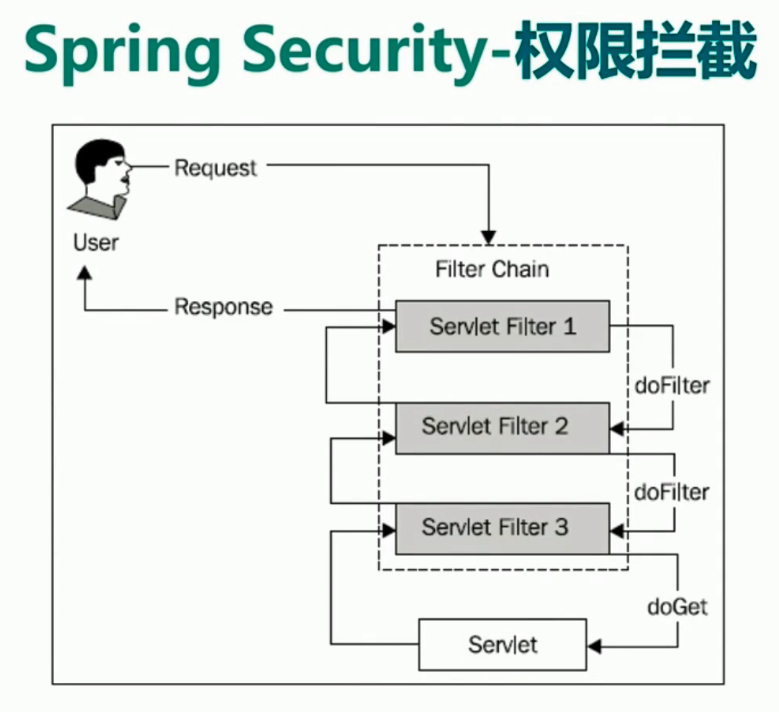 Spring Security-权限拦截
Request
User
Filter Chain
Response
Servlet Filter 1
doFilter
Servlet Filter 2
doFilter
Servlet Filter 3
doGet
Servlet